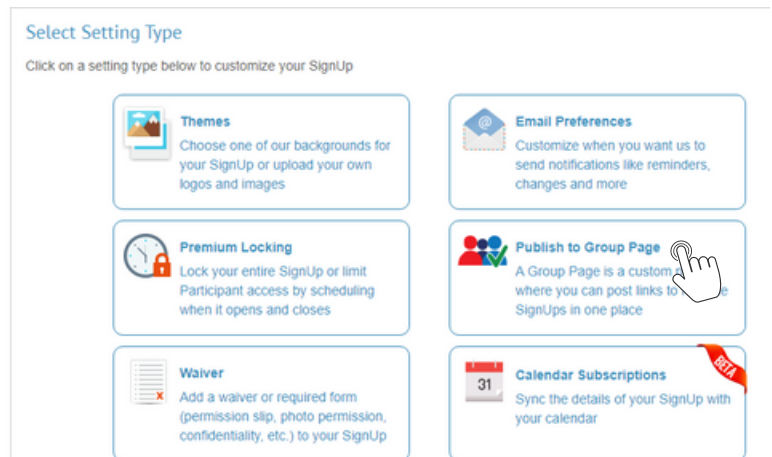 Select Setting Type
Click on a setting type below to customize your SignUp
Themes
Choose one of our backgrounds for
your SignUp or upload your own
logos and images
@
Email Preferences
Customize when you want us to
send notifications like reminders,
changes and more
Premium Locking
Lock your entire SignUp or limit
Participant access by scheduling
when it opens and closes
Publish to Group Page
A Group Page is a custom
where you can post links to
SignUps in one place
Waiver
Add a waiver or required form
(permission slip, photo permission,
confidentiality, etc.) to your SignUp
31
Calendar Subscriptions
BETA
Sync the details of your SignUp with
your calendar